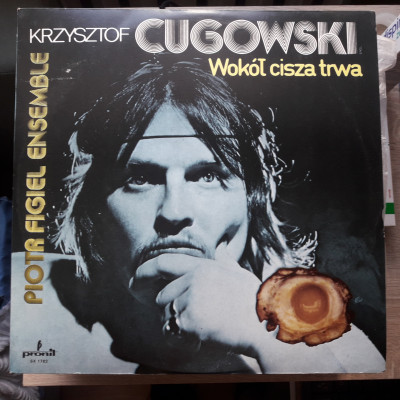 KRZYSZTOF CUGOWSKI
Wokół cisza trwa
PIOTR FIGIEL ENSEMBLE
pronit